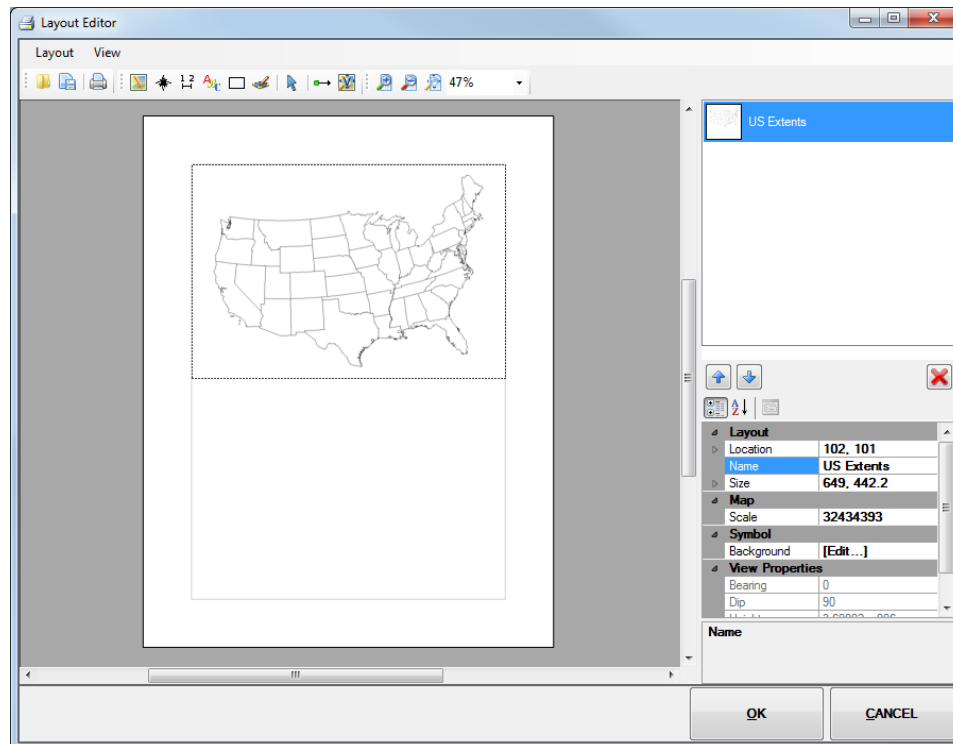 Layout Editor
Layout View
47%
US Extents
Layout
Location 102, 101
Name US Extents
Size 649, 442.2
Map
Scale 32434393
Symbol
Background [Edit...]
View Properties
Bearing 0
Dip 90
Name
OK CANCEL